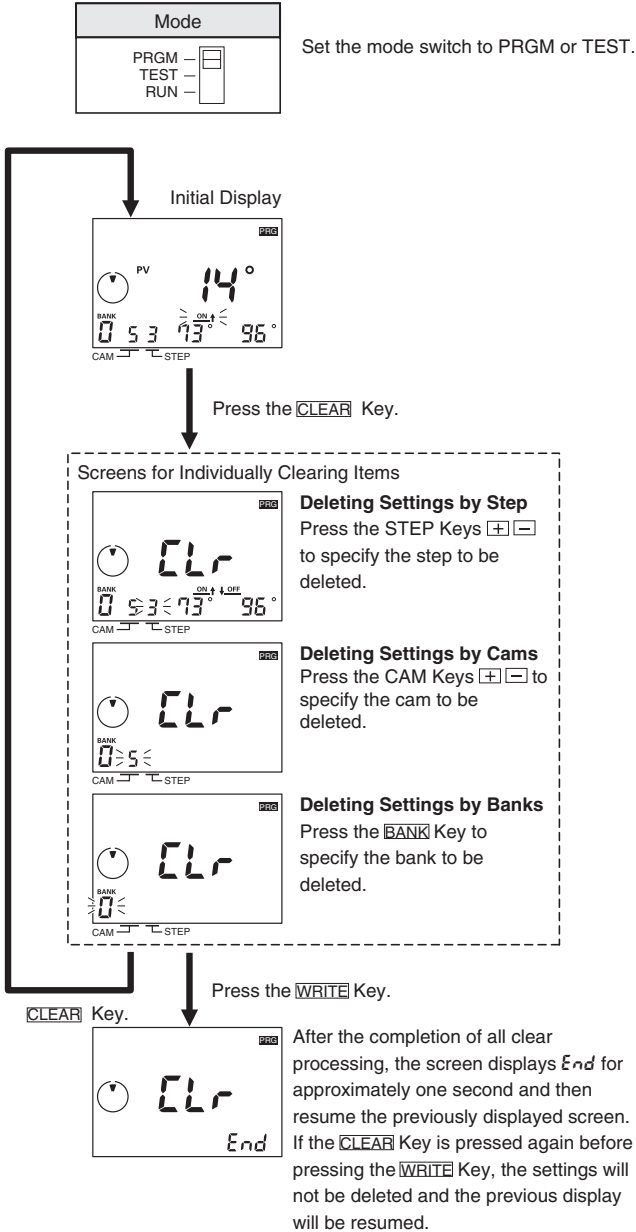 Mode
PRGM
TEST
RUN
Set the mode switch to PRGM or TEST.
Initial Display
PRG
PV
14°
BANK
ON
0 5 3 73° 96°
CAM STEP
Press the CLEAR Key.
Screens for Individually Clearing Items
PRG
CLr
BANK
ON OFF
0 5 3 73° 96°
CAM STEP
Deleting Settings by Step
Press the STEP Keys + −
to specify the step to be
deleted.
PRG
CLr
BANK
0 5
CAM STEP
Deleting Settings by Cams
Press the CAM Keys + − to
specify the cam to be
deleted.
PRG
CLr
BANK
0
CAM STEP
Deleting Settings by Banks
Press the BANK Key to
specify the bank to be
deleted.
Press the WRITE Key.
CLEAR Key.
PRG
CLr
End
After the completion of all clear
processing, the screen displays End for
approximately one second and then
resume the previously displayed screen.
If the CLEAR Key is pressed again before
pressing the WRITE Key, the settings will
not be deleted and the previous display
will be resumed.